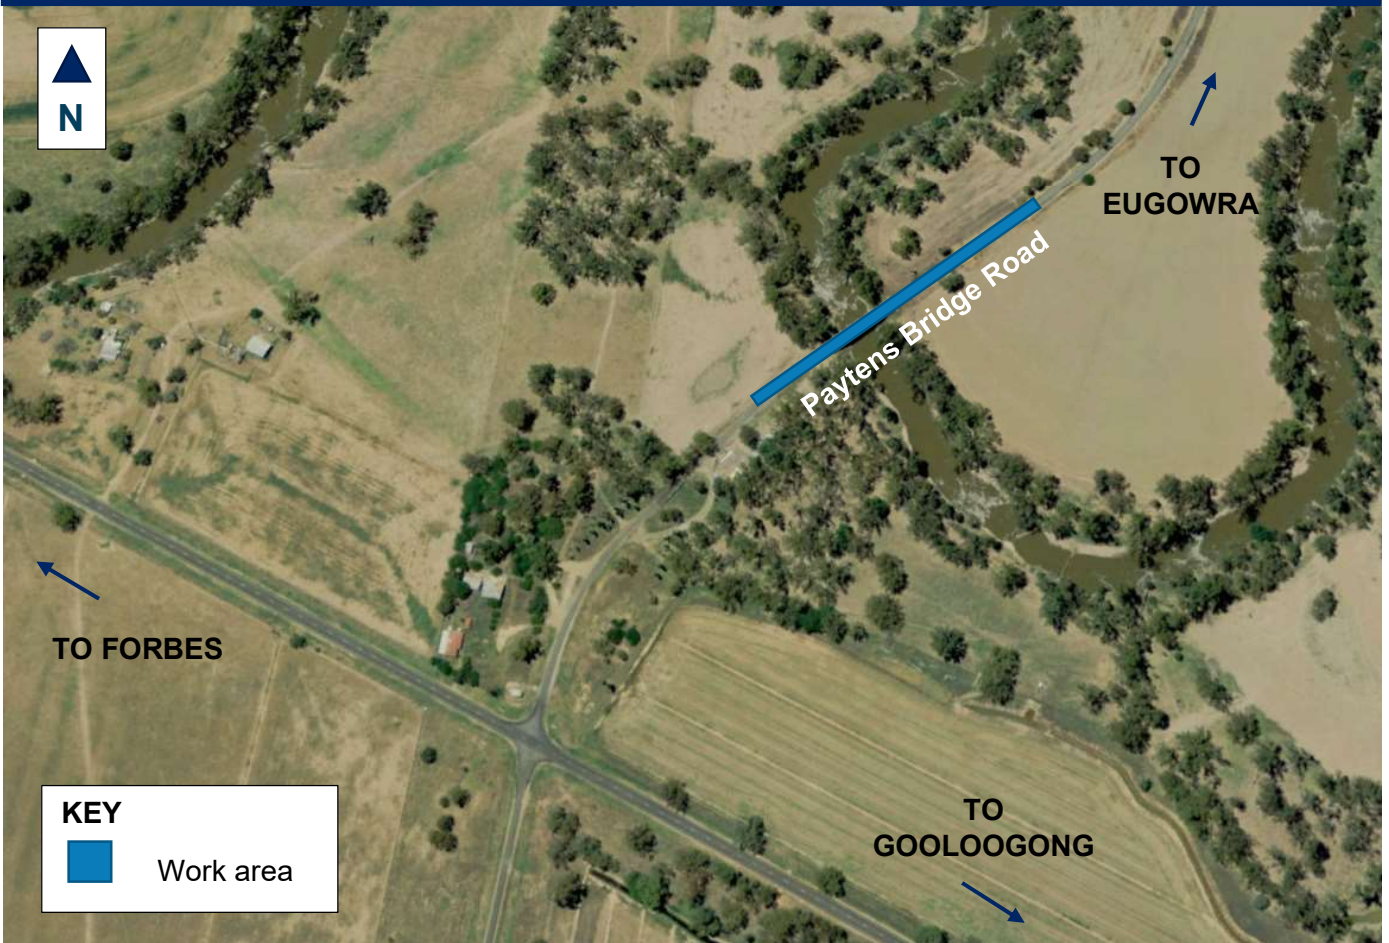 N
TO
EUGOWRA
Paytens Bridge Road
TO FORBES
TO
GOOLOOGONG
KEY
Work area